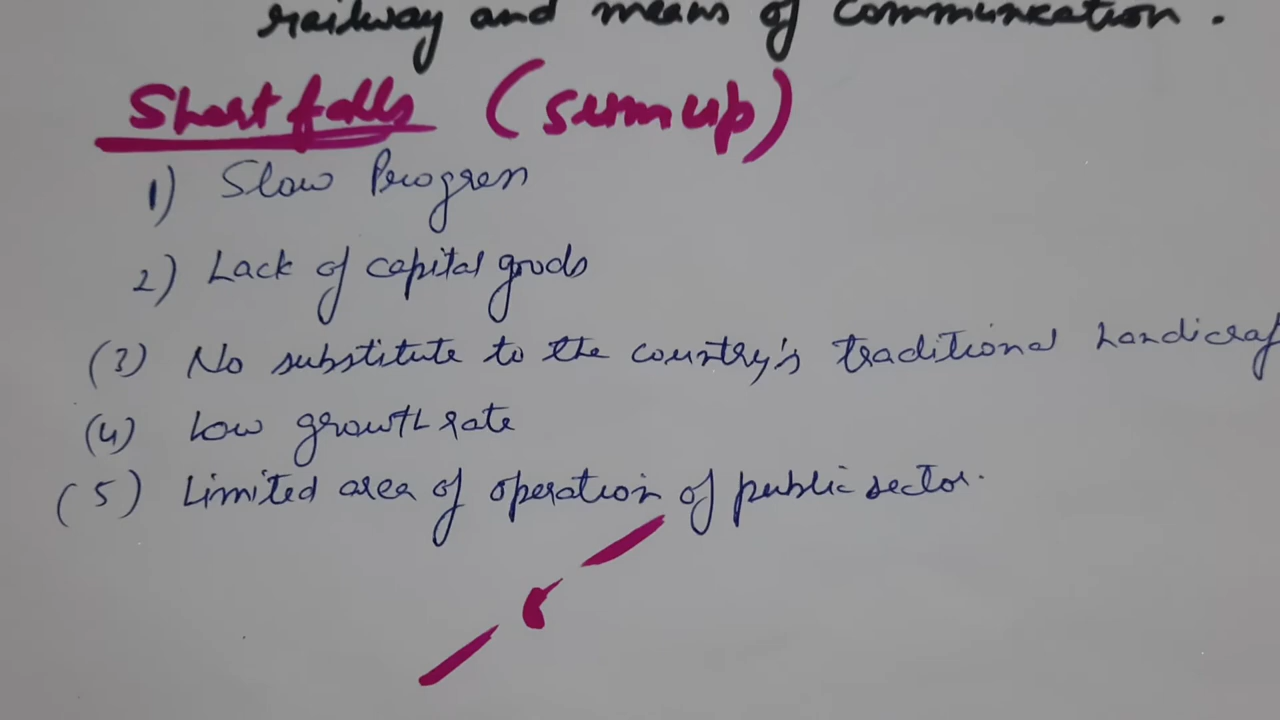 railway and means of communication.
Shortfalls (sum up)
1) Slow Progress
2) Lack of capital goods
(3) No substitute to the country's traditional handicraf
(4) Low growth rate
(5) Limited area of operation of public sector.